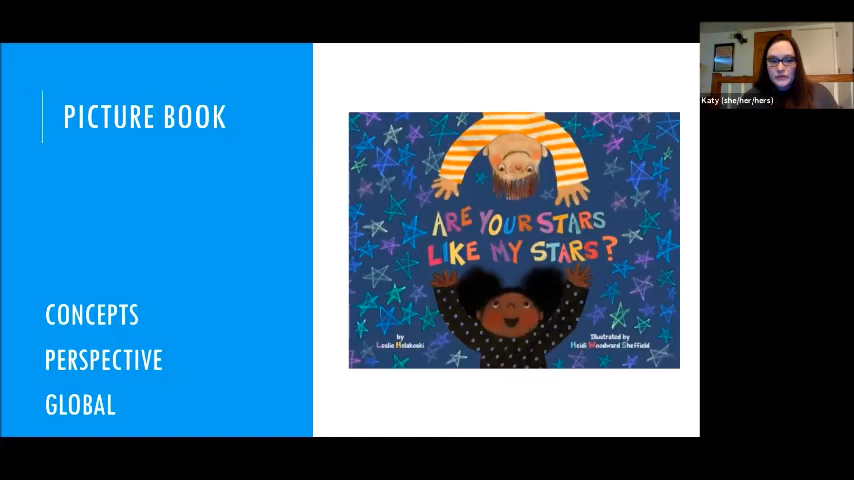 PICTURE BOOK
CONCEPTS
PERSPECTIVE
GLOBAL
ARE YOUR STARS
LIKE MY STARS?
by
Leslie Helakoski
Illustrated by
Heidi Woodward Sheffield
Katy (she/her/hers)